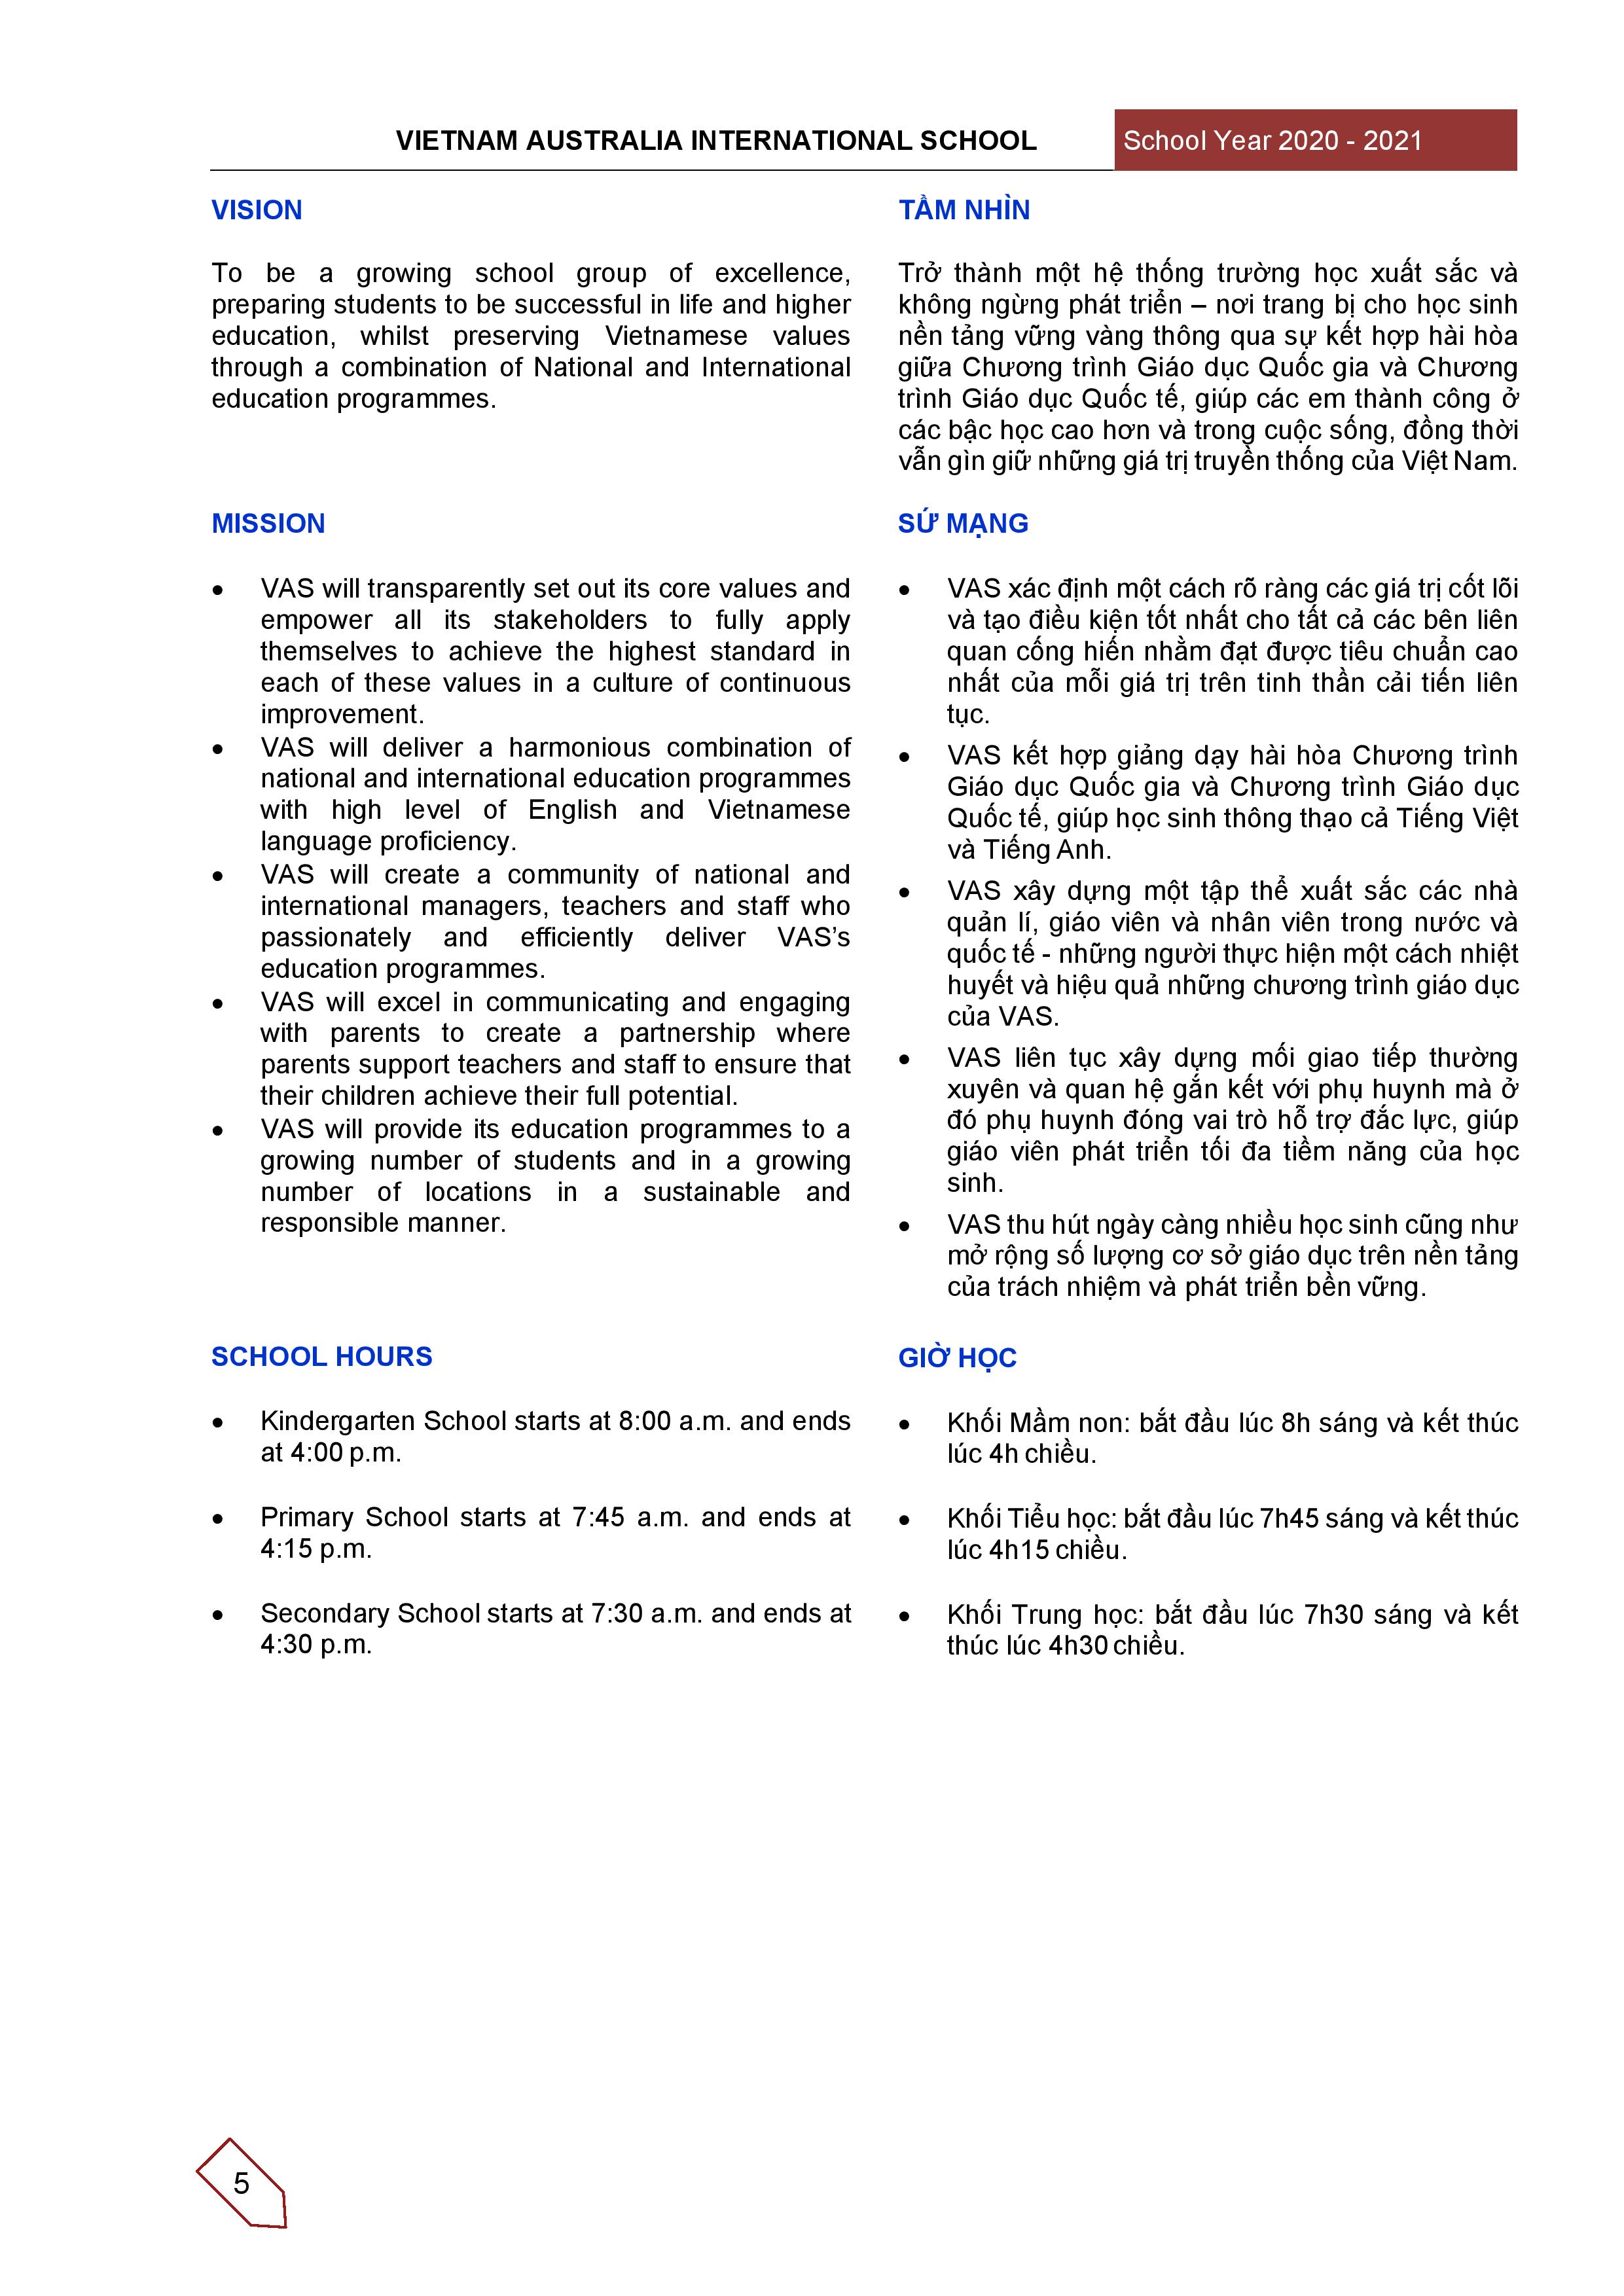 VIETNAM AUSTRALIA INTERNATIONAL SCHOOL
School Year 2020 - 2021
VISION
To be a growing school group of excellence,
preparing students to be successful in life and higher
education, whilst preserving Vietnamese values
through a combination of National and International
education programmes.
TẦM NHÌN
Trở thành một hệ thống trường học xuất sắc và
không ngừng phát triển – nơi trang bị cho học sinh
nền tảng vững vàng thông qua sự kết hợp hài hòa
giữa Chương trình Giáo dục Quốc gia và Chương
trình Giáo dục Quốc tế, giúp các em thành công ở
các bậc học cao hơn và trong cuộc sống, đồng thời
vẫn gìn giữ những giá trị truyền thống của Việt Nam.
MISSION
• VAS will transparently set out its core values and
empower all its stakeholders to fully apply
themselves to achieve the highest standard in
each of these values in a culture of continuous
improvement.
• VAS will deliver a harmonious combination of
national and international education programmes
with high level of English and Vietnamese
language proficiency.
• VAS will create a community of national and
international managers, teachers and staff who
passionately and efficiently deliver VAS’s
education programmes.
• VAS will excel in communicating and engaging
with parents to create a partnership where
parents support teachers and staff to ensure that
their children achieve their full potential.
• VAS will provide its education programmes to a
growing number of students and in a growing
number of locations in a sustainable and
responsible manner.
SỨ MẠNG
• VAS xác định một cách rõ ràng các giá trị cốt lõi
và tạo điều kiện tốt nhất cho tất cả các bên liên
quan cống hiến nhằm đạt được tiêu chuẩn cao
nhất của mỗi giá trị trên tinh thần cải tiến liên
tục.
• VAS kết hợp giảng dạy hài hòa Chương trình
Giáo dục Quốc gia và Chương trình Giáo dục
Quốc tế, giúp học sinh thông thạo cả Tiếng Việt
và Tiếng Anh.
• VAS xây dựng một tập thể xuất sắc các nhà
quản lí, giáo viên và nhân viên trong nước và
quốc tế - những người thực hiện một cách nhiệt
huyết và hiệu quả những chương trình giáo dục
của VAS.
• VAS liên tục xây dựng mối giao tiếp thường
xuyên và quan hệ gắn kết với phụ huynh mà ở
đó phụ huynh đóng vai trò hỗ trợ đắc lực, giúp
giáo viên phát triển tối đa tiềm năng của học
sinh.
• VAS thu hút ngày càng nhiều học sinh cũng như
mở rộng số lượng cơ sở giáo dục trên nền tảng
của trách nhiệm và phát triển bền vững.
SCHOOL HOURS
• Kindergarten School starts at 8:00 a.m. and ends
at 4:00 p.m.
• Primary School starts at 7:45 a.m. and ends at
4:15 p.m.
• Secondary School starts at 7:30 a.m. and ends at
4:30 p.m.
GIỜ HỌC
• Khối Mầm non: bắt đầu lúc 8h sáng và kết thúc
lúc 4h chiều.
• Khối Tiểu học: bắt đầu lúc 7h45 sáng và kết thúc
lúc 4h15 chiều.
• Khối Trung học: bắt đầu lúc 7h30 sáng và kết
thúc lúc 4h30 chiều.
5